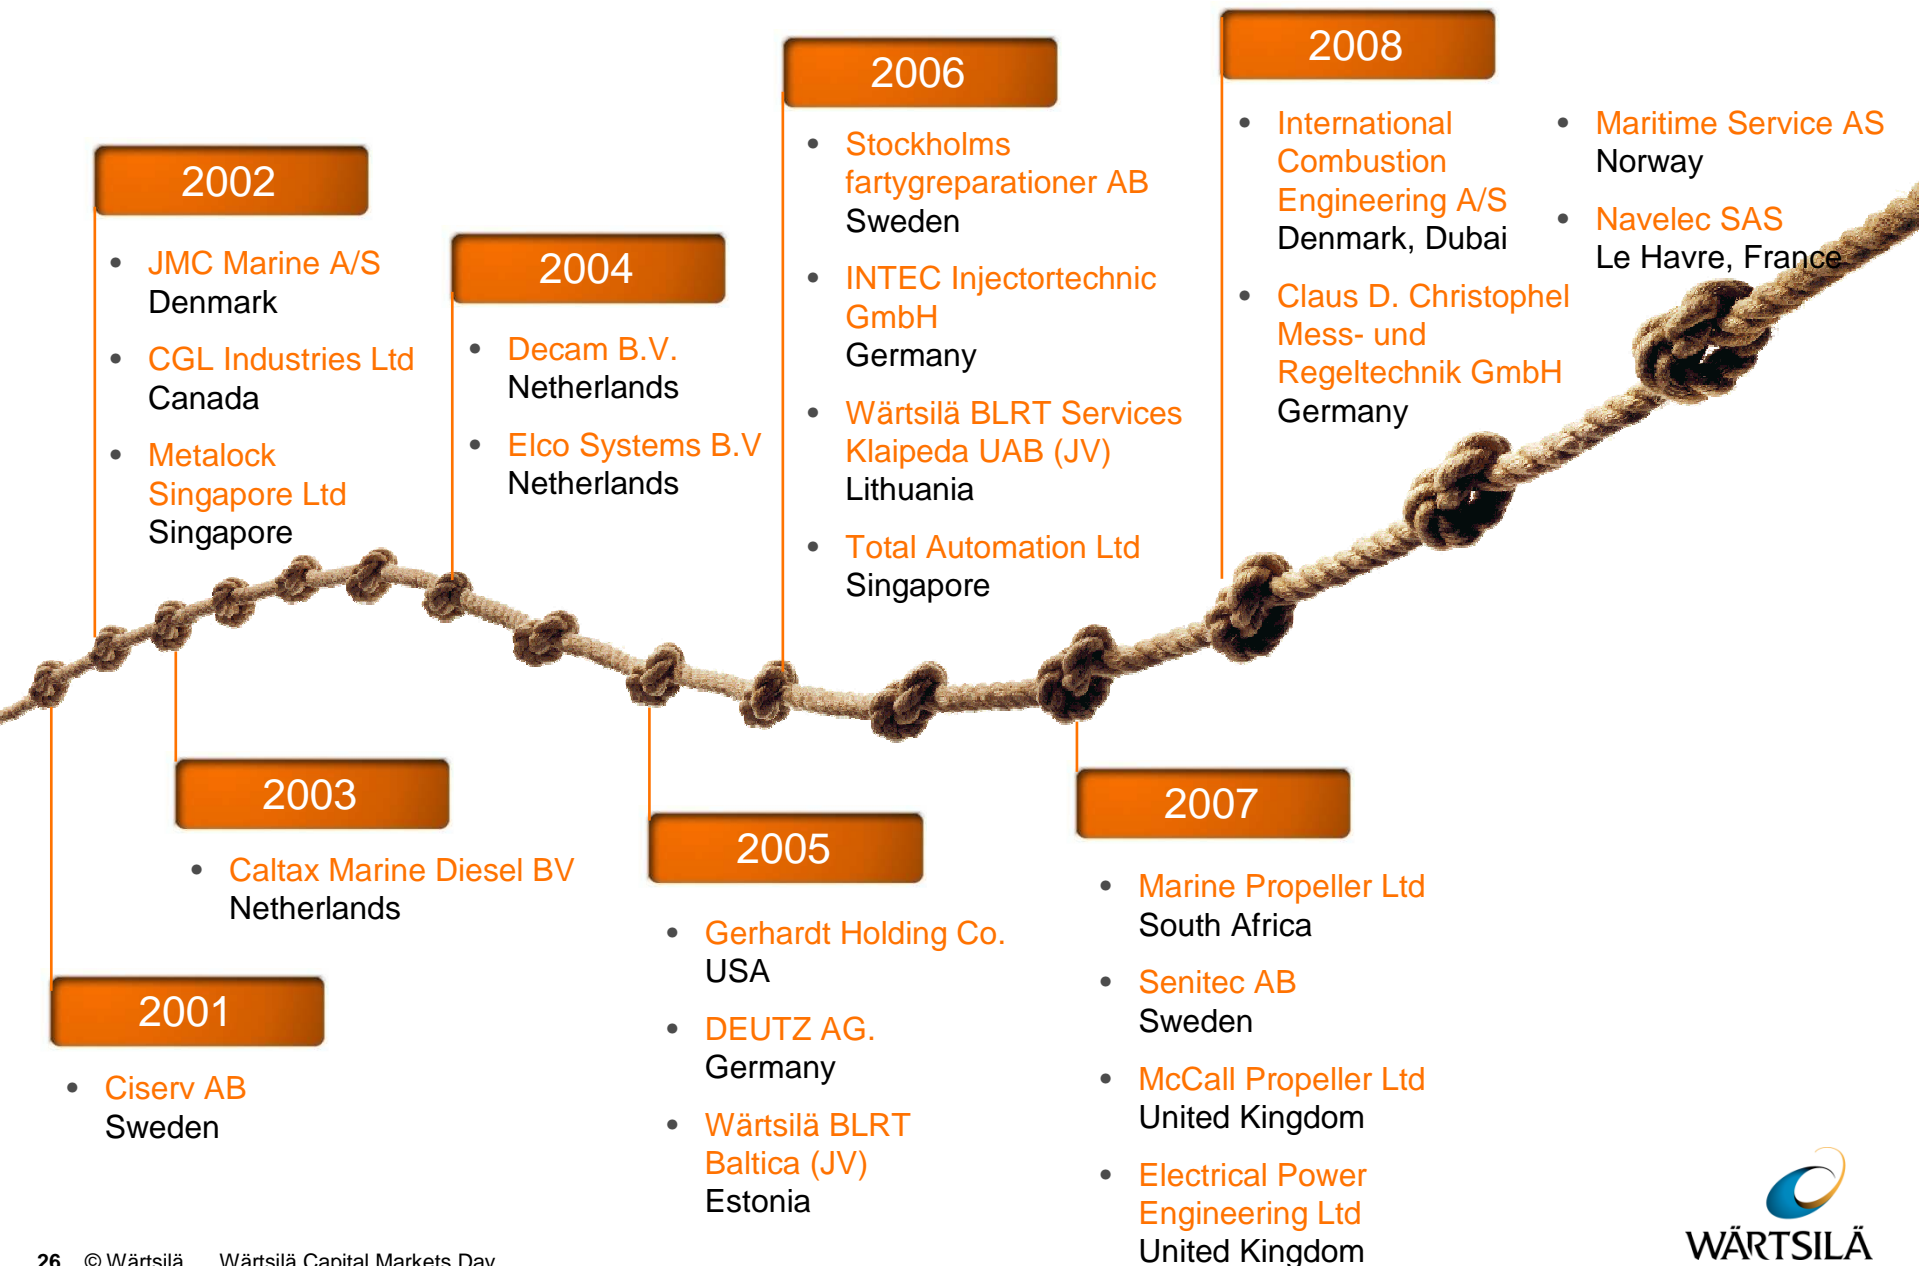 2001
Ciserv AB
Sweden
2002
JMC Marine A/S
Denmark
CGL Industries Ltd
Canada
Metalock
Singapore Ltd
Singapore
2003
Caltax Marine Diesel BV
Netherlands
2004
Decam B.V.
Netherlands
Elco Systems B.V
Netherlands
2005
Gerhardt Holding Co.
USA
DEUTZ AG.
Germany
Wärtsilä BLRT
Baltica (JV)
Estonia
2006
Stockholms
fartygreparationer AB
Sweden
INTEC Injectortechnic
GmbH
Germany
Wärtsilä BLRT Services
Klaipeda UAB (JV)
Lithuania
Total Automation Ltd
Singapore
2007
Marine Propeller Ltd
South Africa
Senitec AB
Sweden
McCall Propeller Ltd
United Kingdom
Electrical Power
Engineering Ltd
United Kingdom
2008
International
Combustion
Engineering A/S
Denmark, Dubai
Claus D. Christophel
Mess- und
Regeltechnik GmbH
Germany
Maritime Service AS
Norway
Navelec SAS
Le Havre, France
26 © Wärtsilä Wärtsilä Capital Markets Day
WÄRTSILÄ